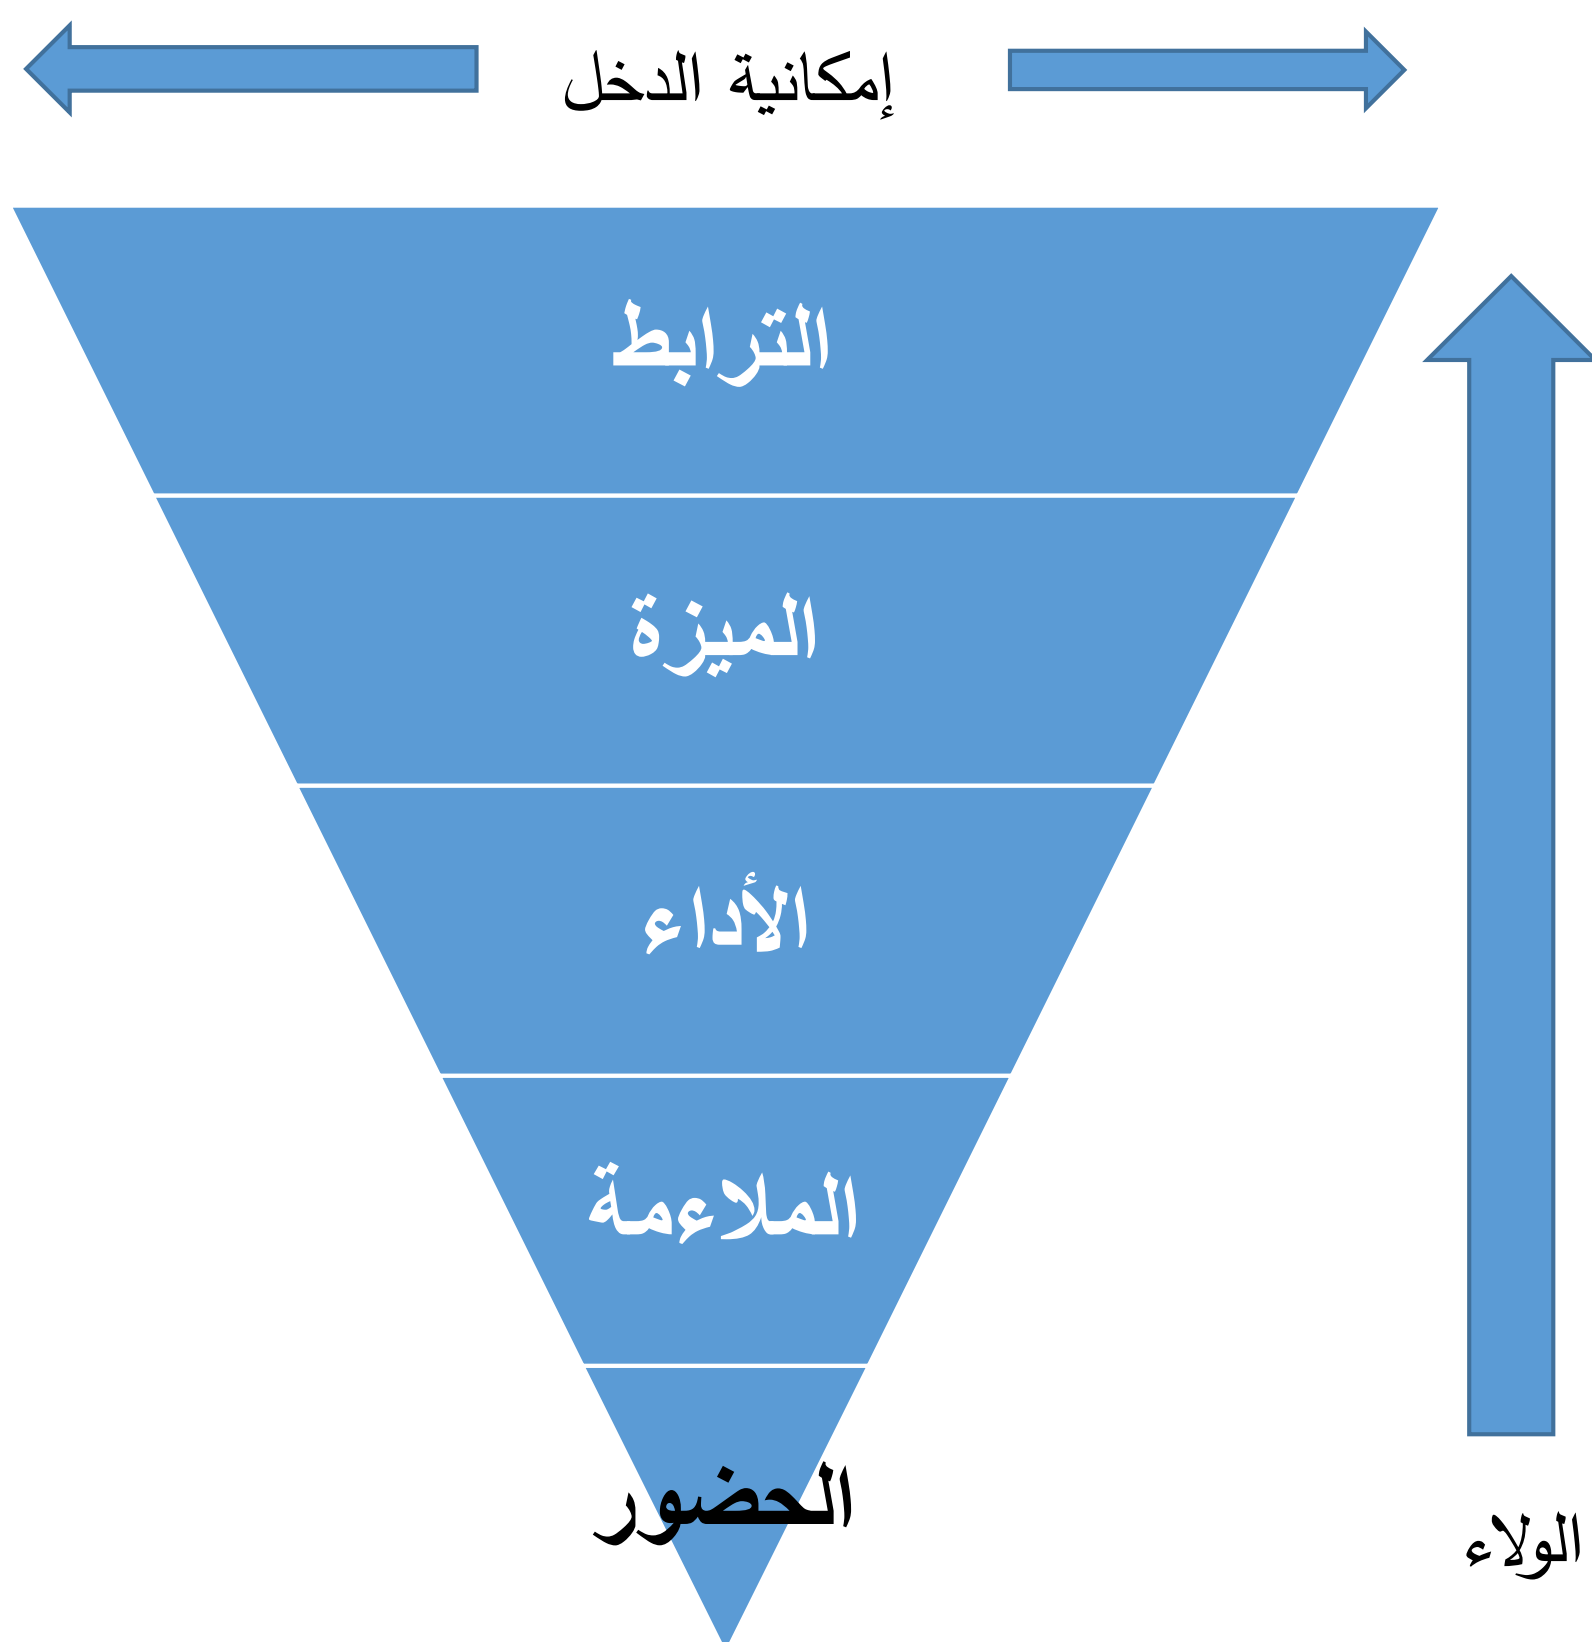 إمكانية الدخل
الترابط
الميزة
الأداء
الملاءمة
الحضور
الولاء